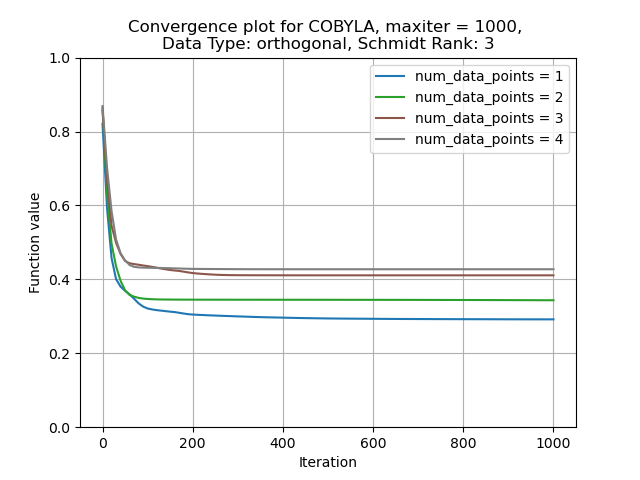 Convergence plot for COBYLA, maxiter = 1000,
Data Type: orthogonal, Schmidt Rank: 3
1.0
0.8
0.6
0.4
0.2
0.0
Function value
num_data_points = 1
num_data_points = 2
num_data_points = 3
num_data_points = 4
0 200 400 600 800 1000
Iteration